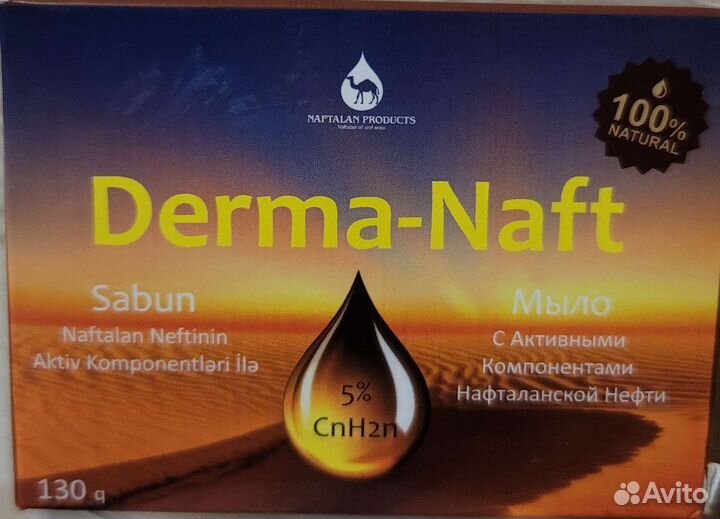 NAFTALAN PRODUCTS
100%
NATURAL
Derma-Naft
Sabun
Naftalan Neftinin
Aktiv Komponentləri İlə
Мыло
С Активными
Компонентами
Нафталанской Нефти
5%
CnH2n
130 q
Avito